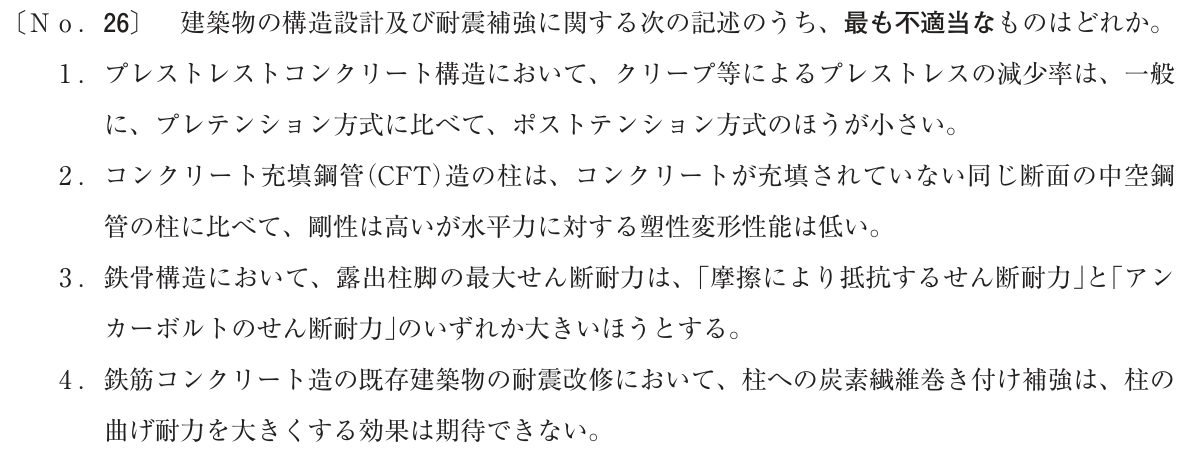 〔Ｎｏ．26〕　建築物の構造設計及び耐震補強に関する次の記述のうち、最も不適当なものはどれか。
１．プレストレストコンクリート構造において、クリープ等によるプレストレスの減少率は、一般
に、プレテンション方式に比べて、ポストテンション方式のほうが小さい。
２．コンクリート充填鋼管(CFT)造の柱は、コンクリートが充填されていない同じ断面の中空鋼
管の柱に比べて、剛性は高いが水平力に対する塑性変形性能は低い。
３．鉄骨構造において、露出柱脚の最大せん断耐力は、「摩擦により抵抗するせん断耐力」と「アン
カーボルトのせん断耐力」のいずれか大きいほうとする。
４．鉄筋コンクリート造の既存建築物の耐震改修において、柱への炭素繊維巻き付け補強は、柱の
曲げ耐力を大きくする効果は期待できない。